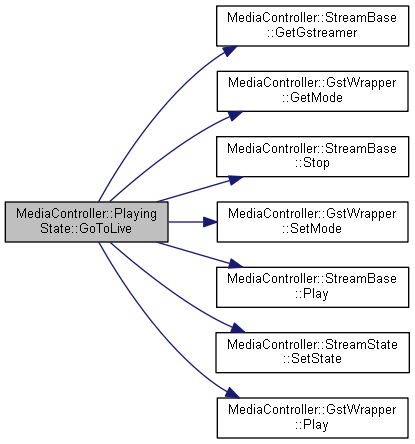 MediaController::StreamBase
::GetGstreamer
MediaController::GstWrapper
::GetMode
MediaController::StreamBase
::Stop
MediaController::Playing
State::GoToLive
MediaController::GstWrapper
::SetMode
MediaController::StreamBase
::Play
MediaController::StreamState
::SetState
MediaController::GstWrapper
::Play